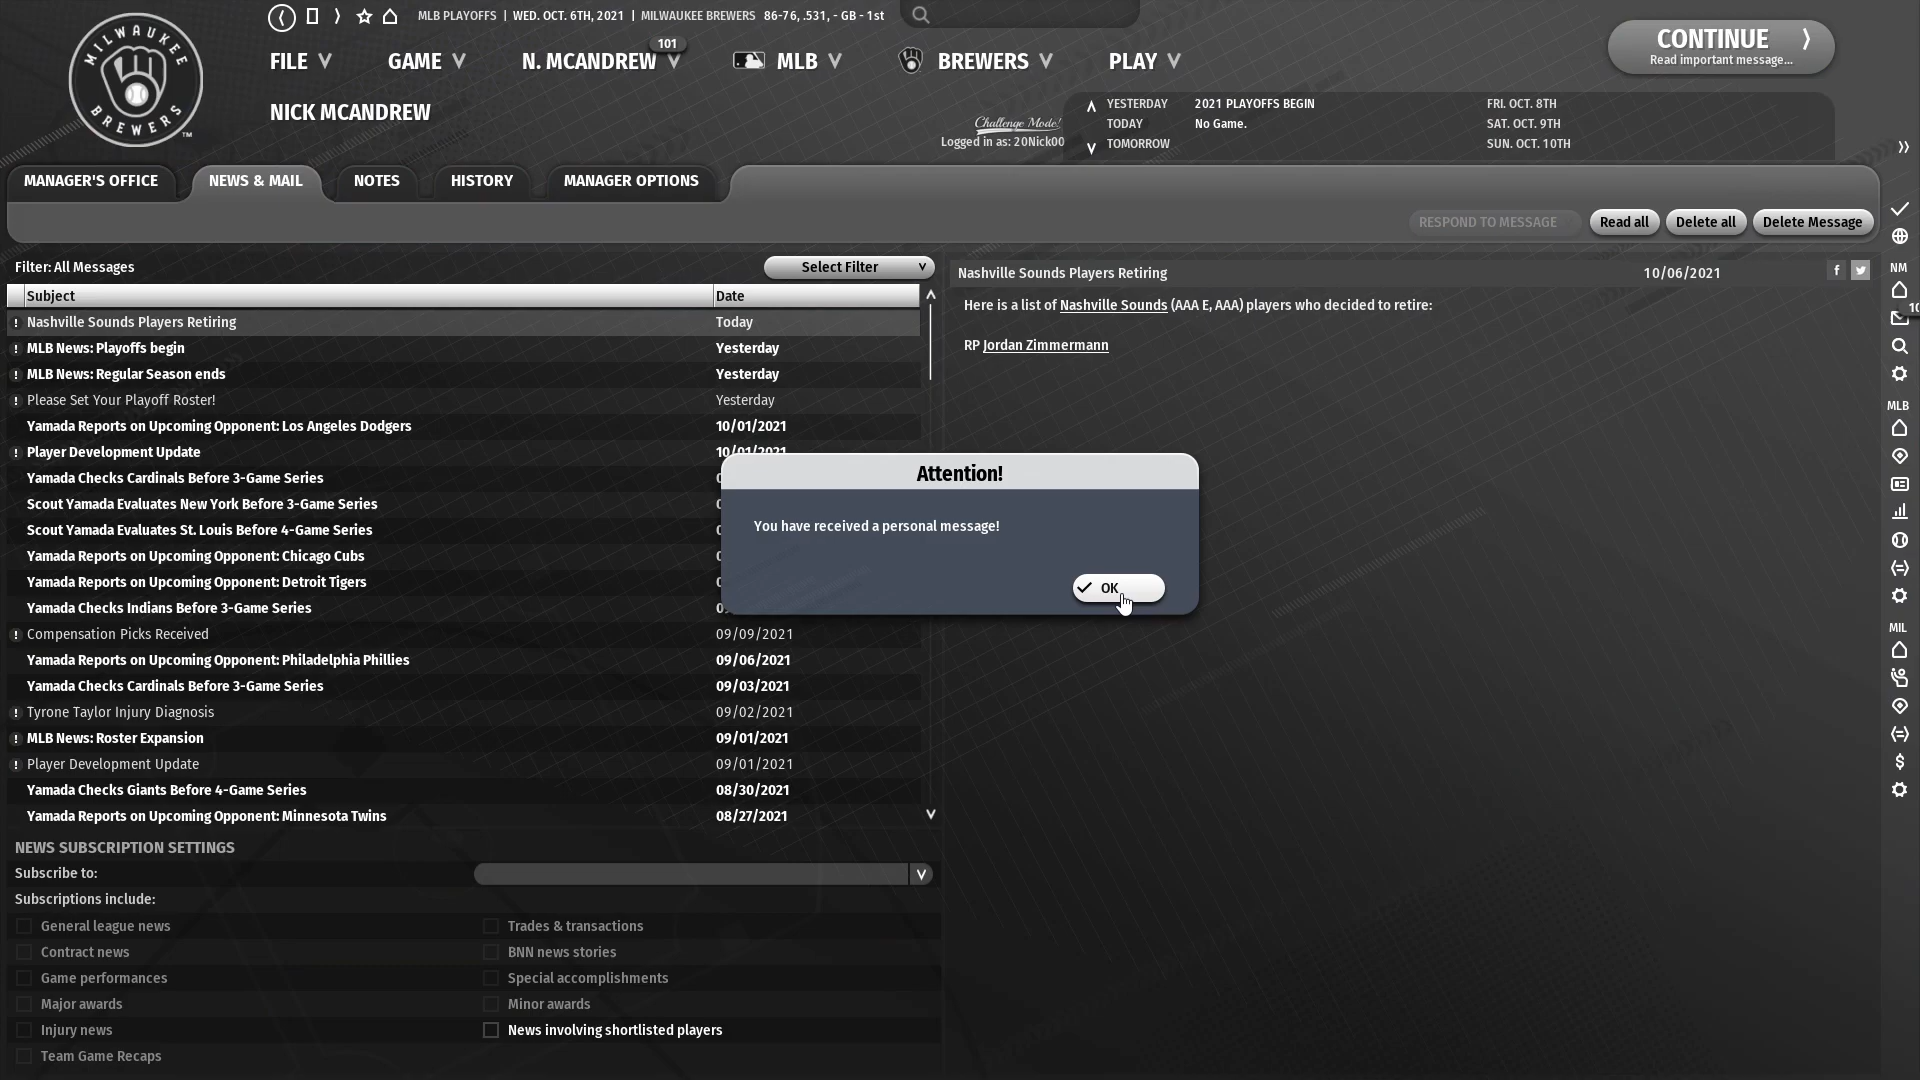 MLB PLAYOFFS | WED. OCT. 6TH, 2021 | MILWAUKEE BREWERS 86-76, .531, - GB - 1st
MILWAUKEE
BREWERS
TM
FILE GAME N. MCANDREW 101 MLB BREWERS PLAY
CONTINUE
Read important message...
NICK MCANDREW
Challenge Mode!
Logged in as: 20Nick00
YESTERDAY 2021 PLAYOFFS BEGIN FRI. OCT. 8TH
TODAY No Game. SAT. OCT. 9TH
TOMORROW SUN. OCT. 10TH
MANAGER'S OFFICE NEWS & MAIL NOTES HISTORY MANAGER OPTIONS
RESPOND TO MESSAGE Read all Delete all Delete Message
Filter: All Messages Select Filter
Subject Date
! Nashville Sounds Players Retiring Today
! MLB News: Playoffs begin Yesterday
! MLB News: Regular Season ends Yesterday
! Please Set Your Playoff Roster! Yesterday
Yamada Reports on Upcoming Opponent: Los Angeles Dodgers 10/01/2021
! Player Development Update 10/01/2021
Yamada Checks Cardinals Before 3-Game Series
Scout Yamada Evaluates New York Before 3-Game Series
Scout Yamada Evaluates St. Louis Before 4-Game Series
Yamada Reports on Upcoming Opponent: Chicago Cubs
Yamada Reports on Upcoming Opponent: Detroit Tigers
Yamada Checks Indians Before 3-Game Series
! Compensation Picks Received 09/09/2021
Yamada Reports on Upcoming Opponent: Philadelphia Phillies 09/06/2021
Yamada Checks Cardinals Before 3-Game Series 09/03/2021
! Tyrone Taylor Injury Diagnosis 09/02/2021
! MLB News: Roster Expansion 09/01/2021
! Player Development Update 09/01/2021
Yamada Checks Giants Before 4-Game Series 08/30/2021
Yamada Reports on Upcoming Opponent: Minnesota Twins 08/27/2021
NEWS SUBSCRIPTION SETTINGS
Subscribe to:
Subscriptions include:
General league news Trades & transactions
Contract news BNN news stories
Game performances Special accomplishments
Major awards Minor awards
Injury news News involving shortlisted players
Team Game Recaps
Nashville Sounds Players Retiring 10/06/2021
Here is a list of Nashville Sounds (AAA E, AAA) players who decided to retire:
RP Jordan Zimmermann
Attention!
You have received a personal message!
OK
NM
MLB
MIL